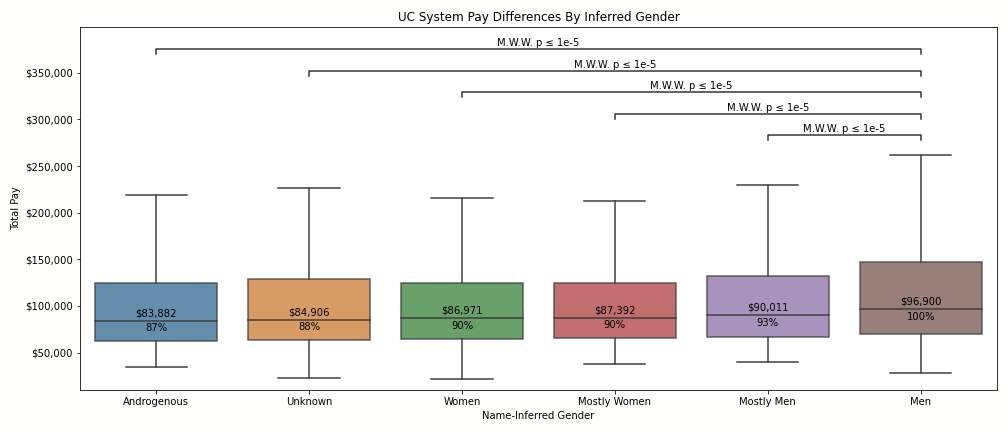 UC System Pay Differences By Inferred Gender
M.W.W. p ≤ 1e-5
M.W.W. p ≤ 1e-5
M.W.W. p ≤ 1e-5
M.W.W. p ≤ 1e-5
M.W.W. p ≤ 1e-5
Total Pay
$350,000
$300,000
$250,000
$200,000
$150,000
$100,000
$50,000
$83,882
87%
$84,906
88%
$86,971
90%
$87,392
90%
$90,011
93%
$96,900
100%
Androgenous
Unknown
Women
Mostly Women
Mostly Men
Men
Name-Inferred Gender